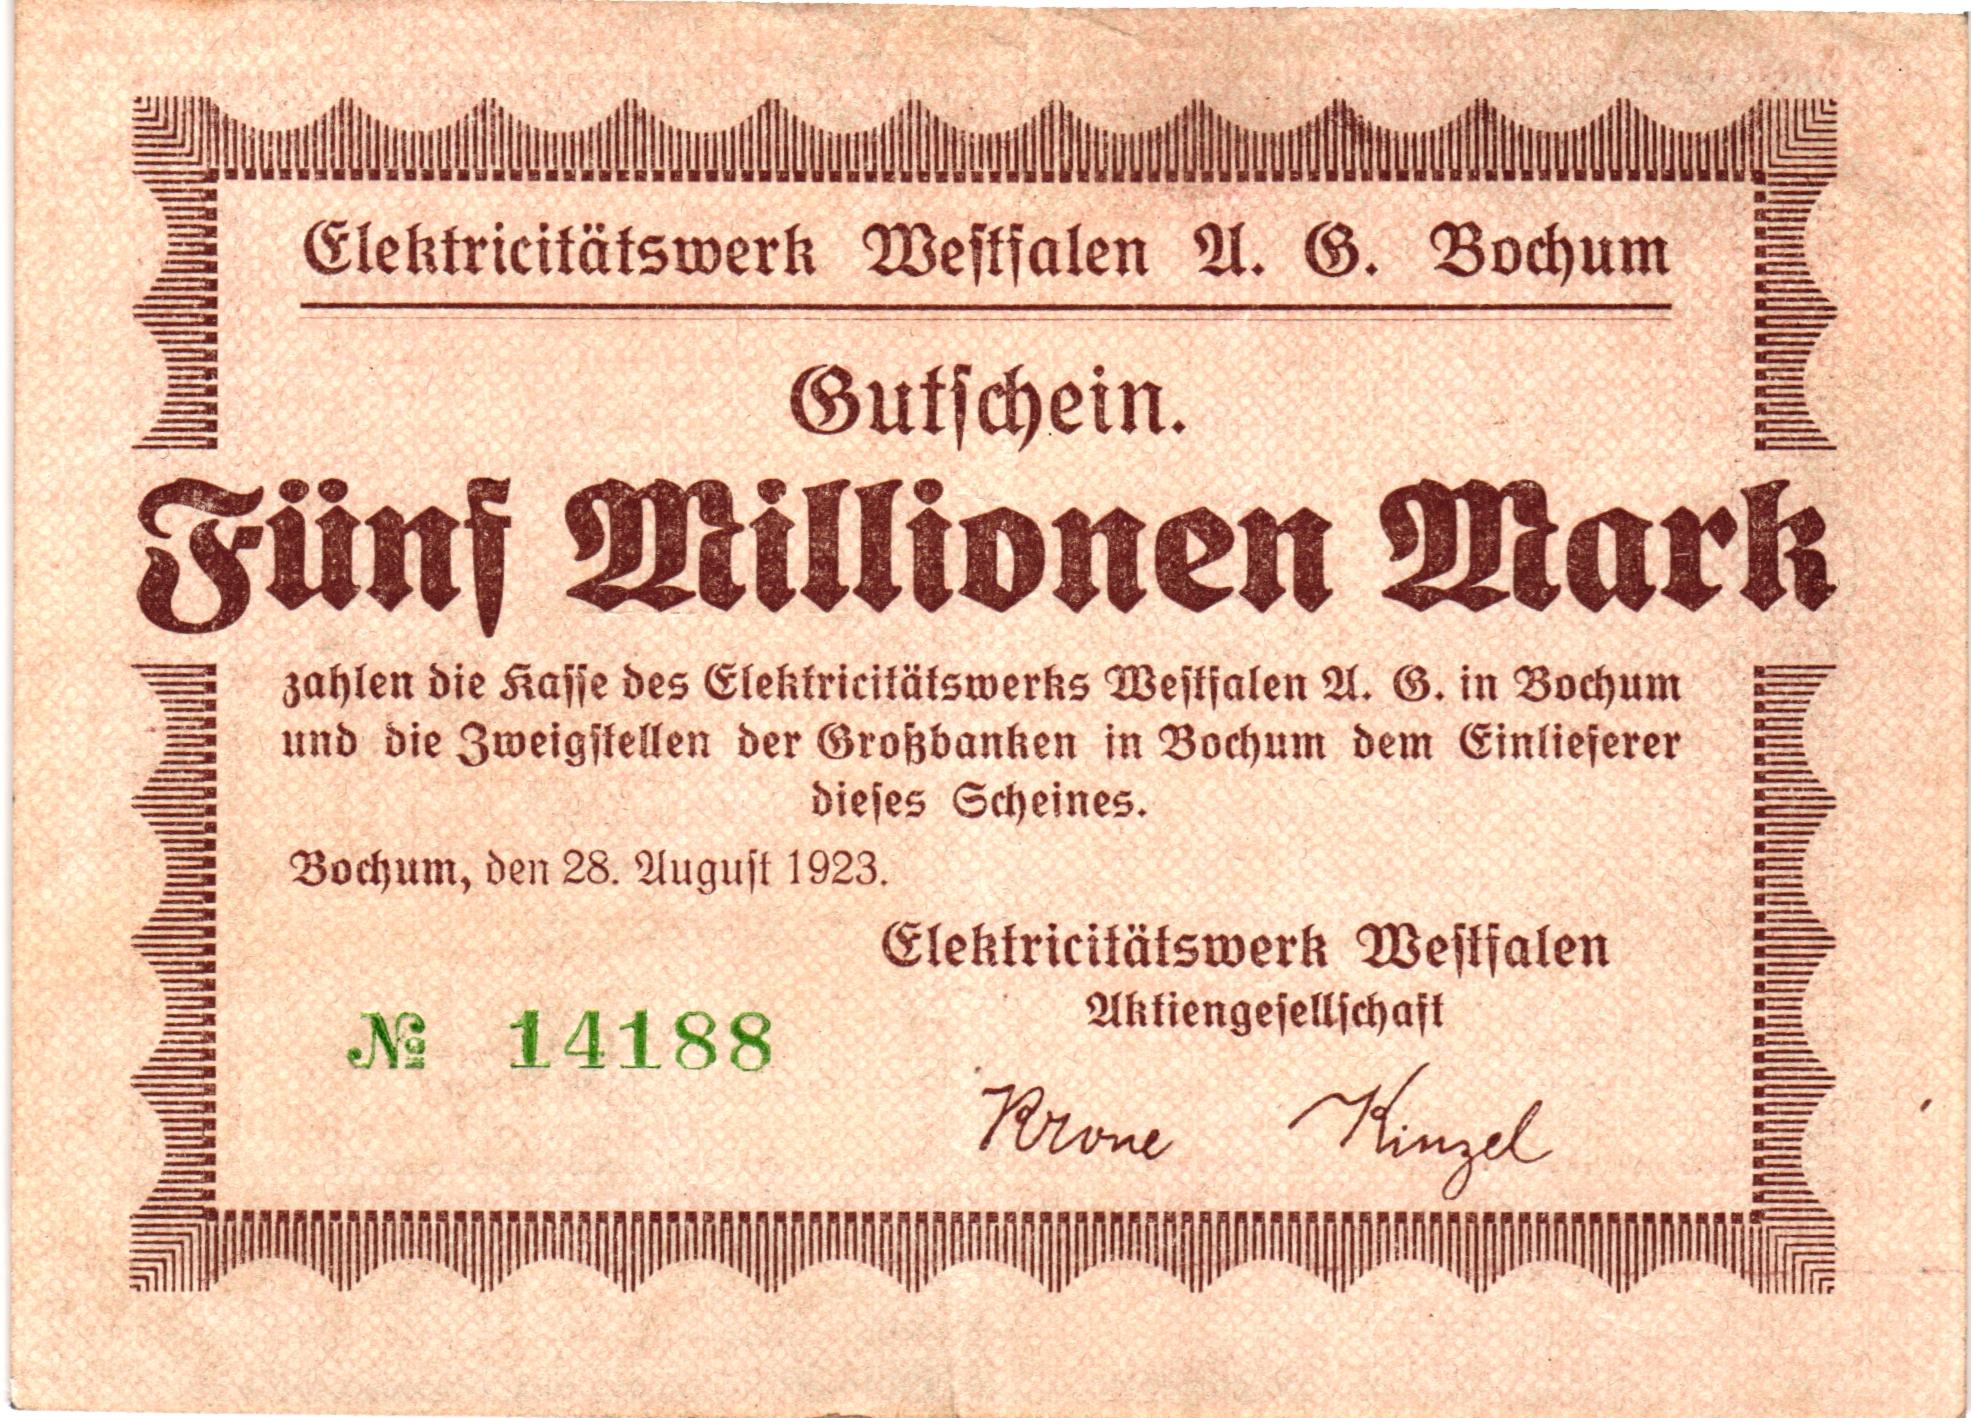 Elektricitätswerk Westfalen A. G. Bochum
Gutschein.
Fünf Millionen Mark
zahlen die Kasse des Elektricitätswerks Westfalen A. G. in Bochum
und die Zweigstellen der Großbanken in Bochum dem Einlieferer
dieses Scheines.
Bochum, den 28. August 1923.
Elektricitätswerk Westfalen
Aktiengesellschaft
№ 14188
Krone Kinzel